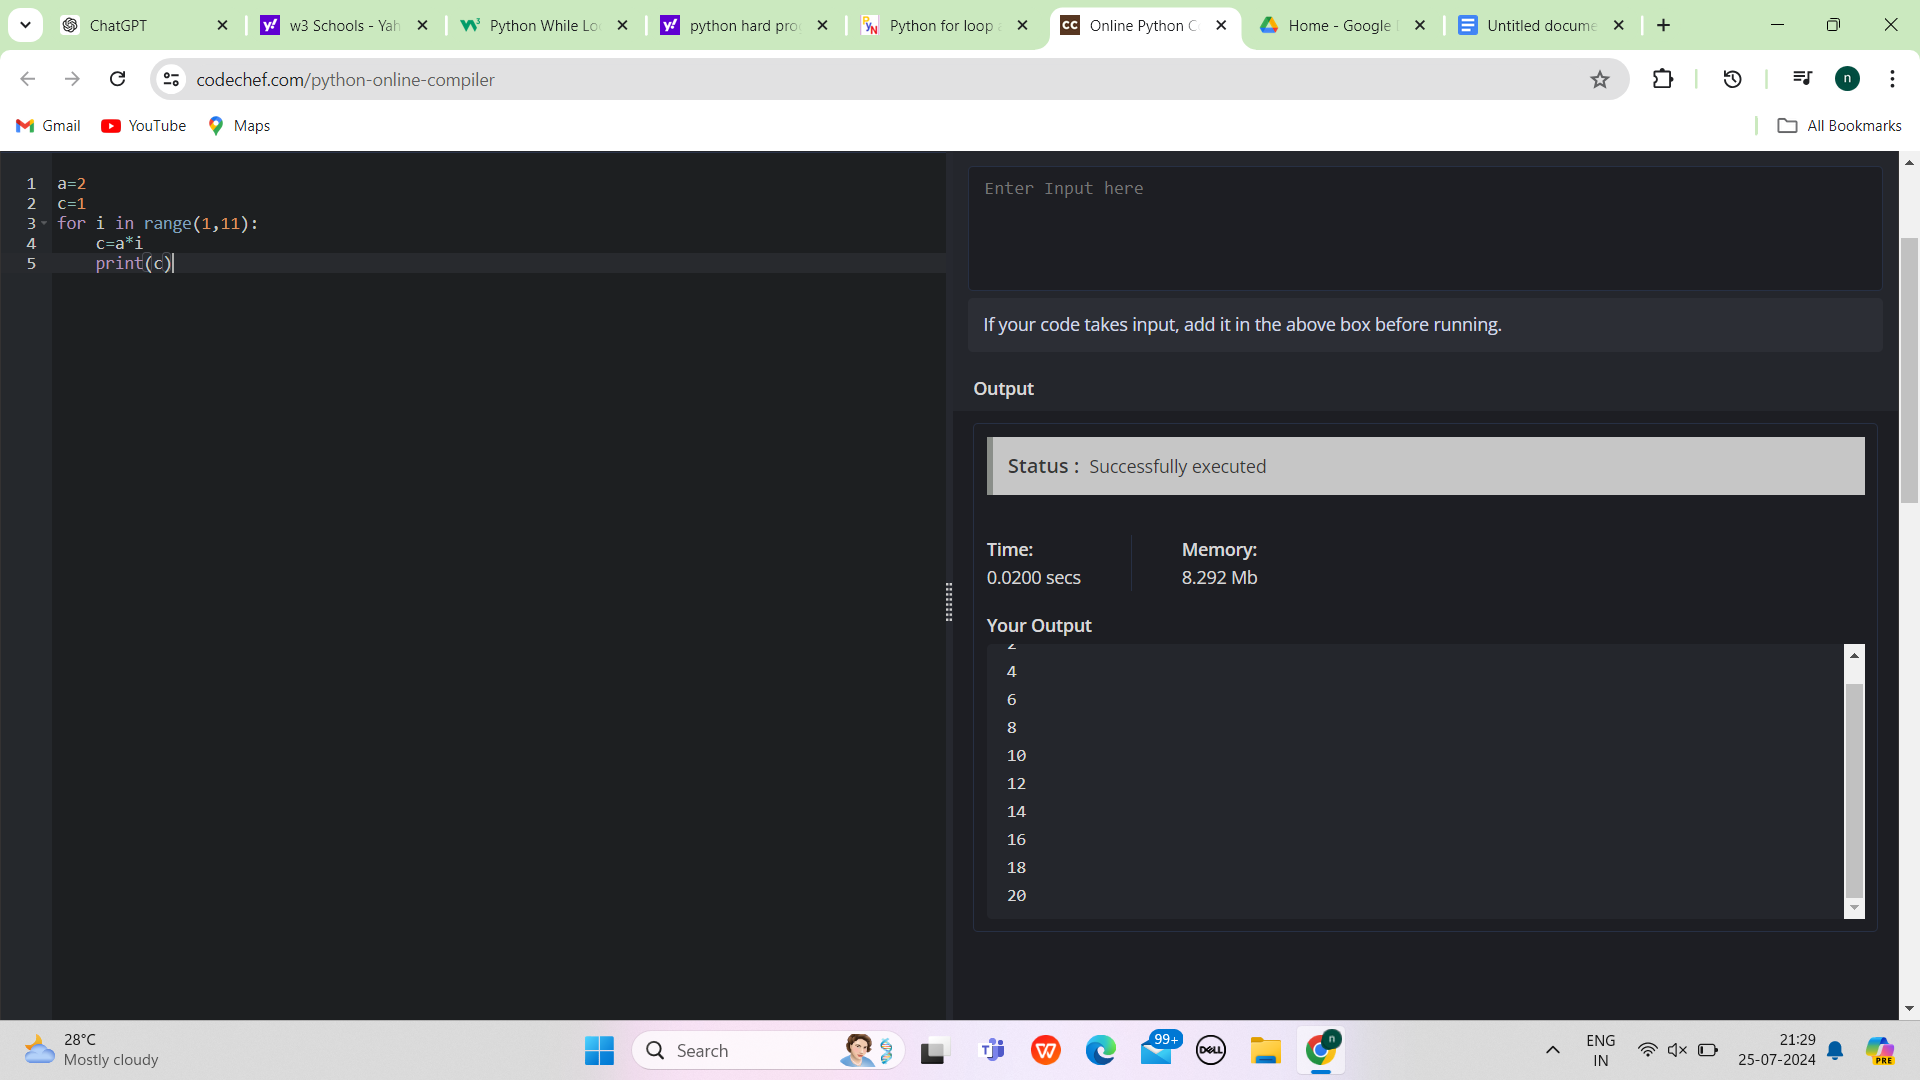 ChatGPT
w3 Schools - Yah
Python While Lo
python hard pro
Python for loop
Online Python C
Home - Google
Untitled docume
codechef.com/python-online-compiler
n
Gmail
YouTube
Maps
All Bookmarks
1 a=2
2 c=1
3 for i in range(1,11):
4 c=a*i
5 print(c)
Enter Input here
If your code takes input, add it in the above box before running.
Output
Status : Successfully executed
Time:
0.0200 secs
Memory:
8.292 Mb
Your Output
2
4
6
8
10
12
14
16
18
20
28°C
Mostly cloudy
Search
99+
DELL
n
ENG
IN
21:29
25-07-2024
PRE